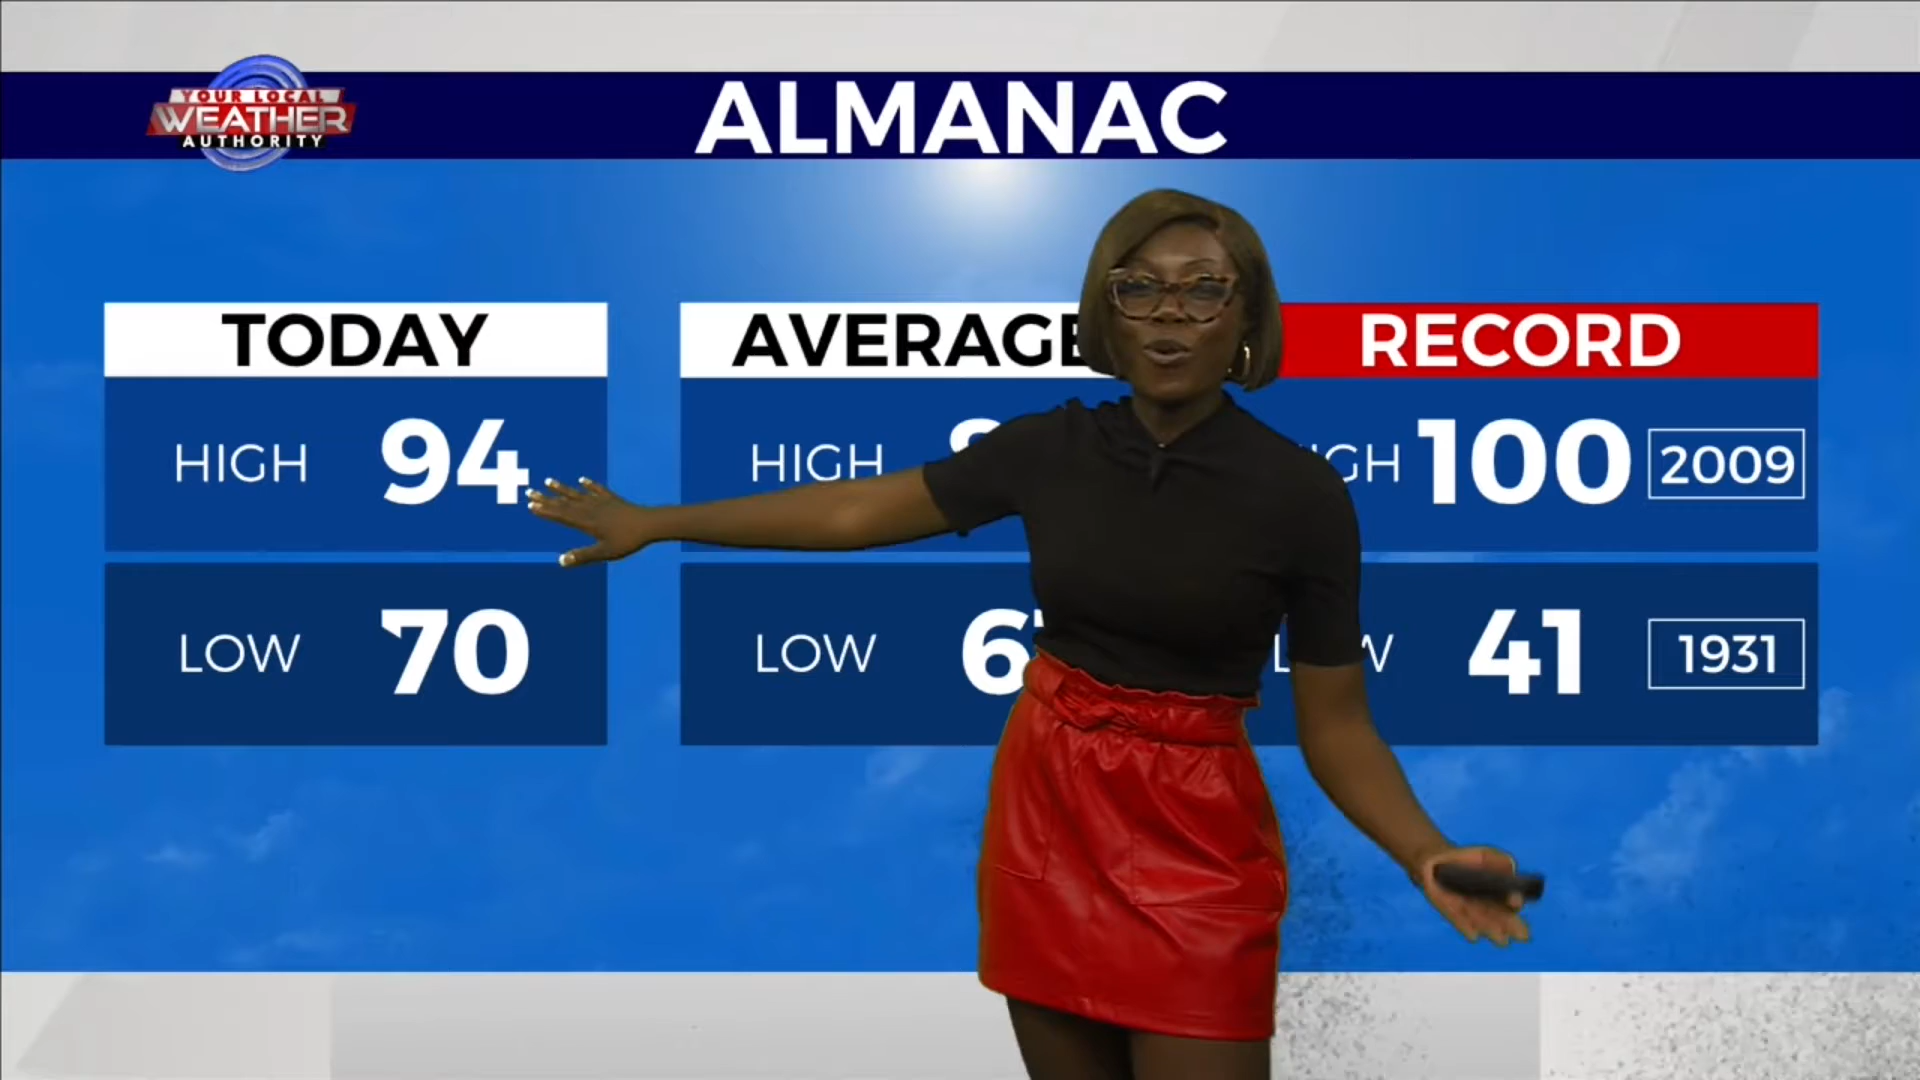 YOUR LOCAL
WEATHER
AUTHORITY
ALMANAC
TODAY
HIGH 94
LOW 70
AVERAGE
HIGH
LOW
RECORD
100 2009
41 1931